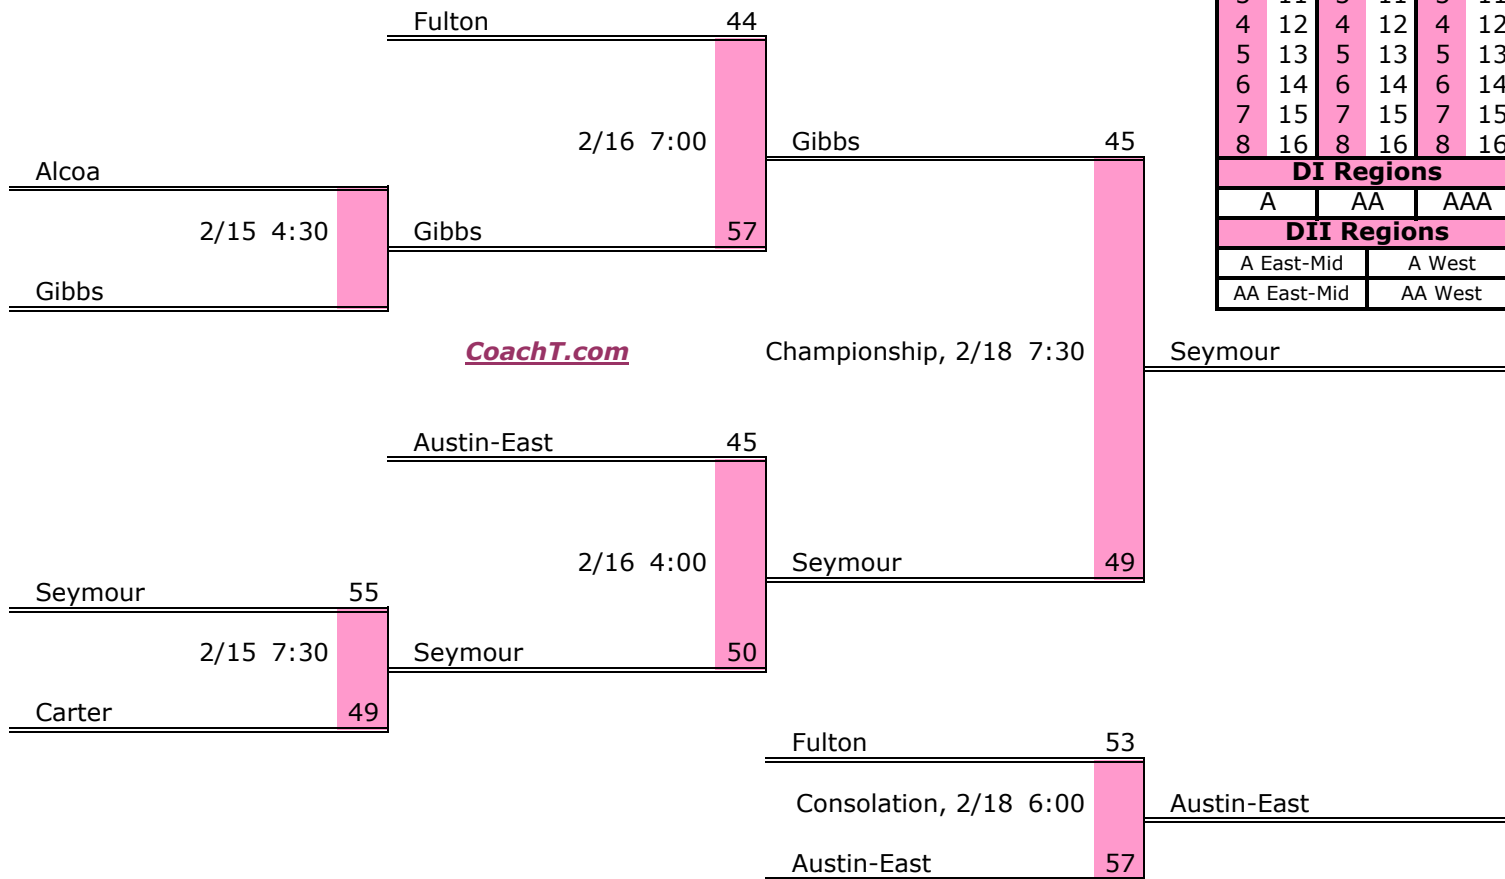 Fulton 44
4 12 4 12 4 12
5 13 5 13 5 13
6 14 6 14 6 14
2/16 7:00 Gibbs 45
7 15 7 15 7 15
8 16 8 16 8 16
Alcoa
DI Regions
A AA AAA
2/15 4:30 Gibbs 57
DII Regions
A East-Mid A West
Gibbs
AA East-Mid AA West
CoachT.com Championship, 2/18 7:30 Seymour
Austin-East 45
2/16 4:00 Seymour 49
Seymour 55
2/15 7:30 Seymour 50
Carter 49
Fulton 53
Consolation, 2/18 6:00 Austin-East
Austin-East 57